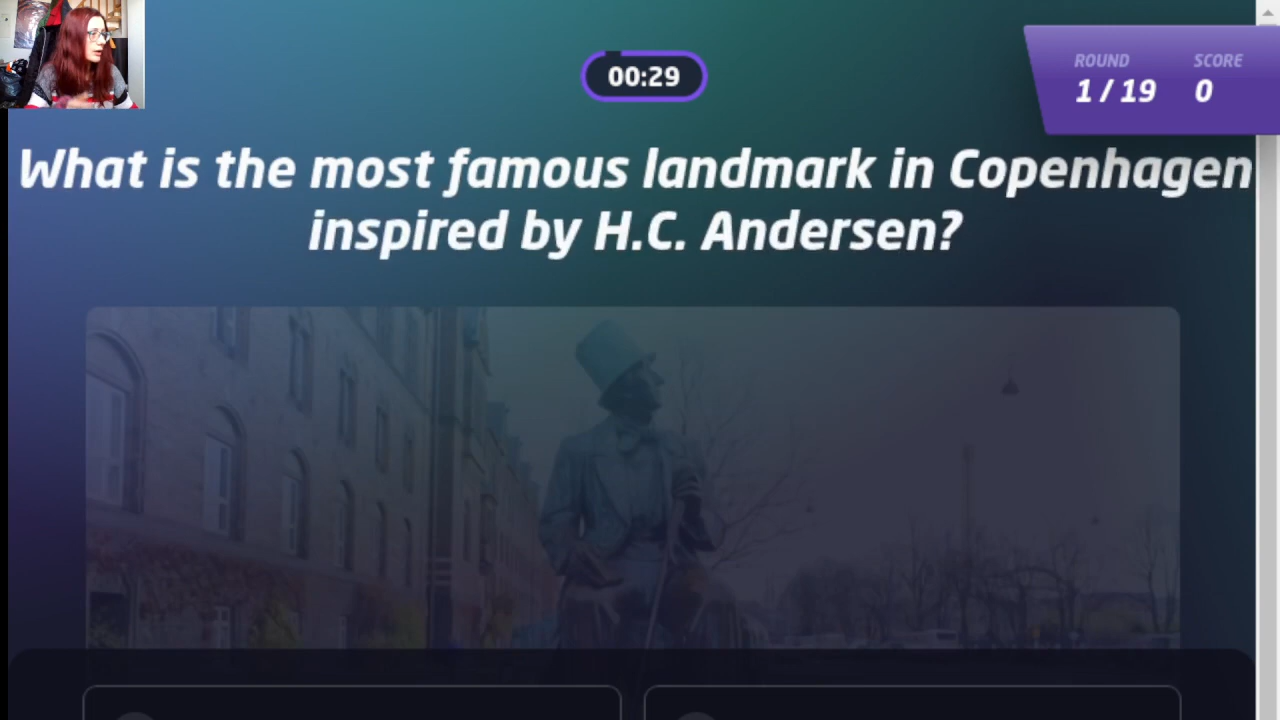 00:29
ROUND SCORE
1 / 19 0
What is the most famous landmark in Copenhagen
inspired by H.C. Andersen?